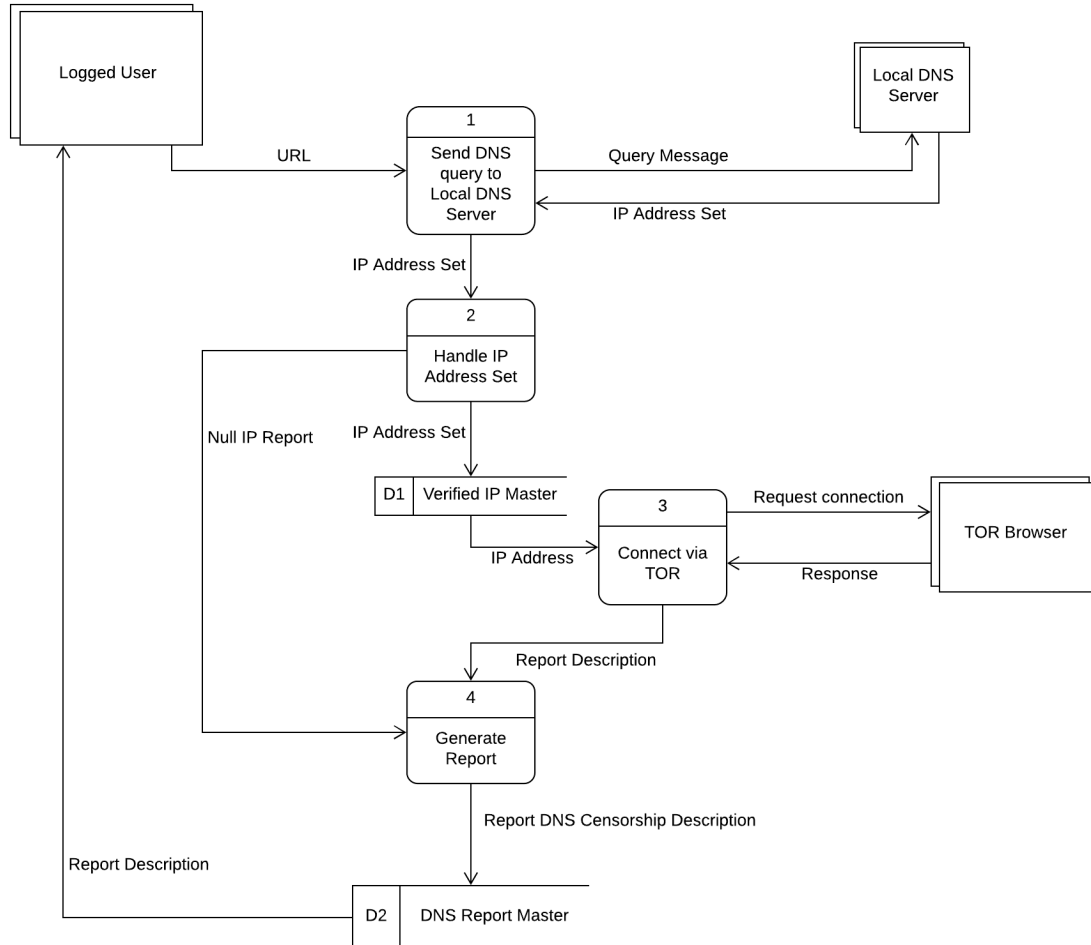 Logged User
Local DNS
Server
1
Send DNS
query to
Local DNS
Server
URL
Query Message
IP Address Set
IP Address Set
2
Handle IP
Address Set
Null IP Report
IP Address Set
D1
Verified IP Master
3
Connect via
TOR
Request connection
TOR Browser
IP Address
Response
Report Description
4
Generate
Report
Report DNS Censorship Description
Report Description
D2
DNS Report Master